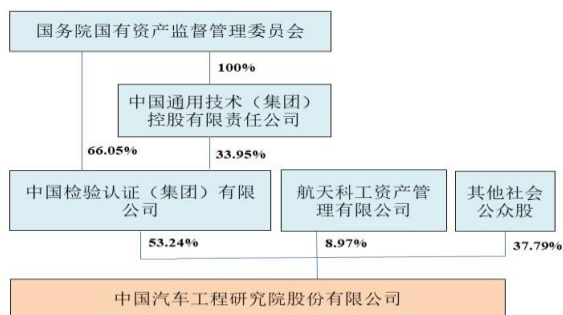 国务院国有资产监督管理委员会
100%
中国通用技术（集团）
控股有限责任公司
66.05%
33.95%
中国检验认证（集团）有限
公司
航天科工资产管
理有限公司
其他社会
公众股
53.24%
8.97%
37.79%
中国汽车工程研究院股份有限公司